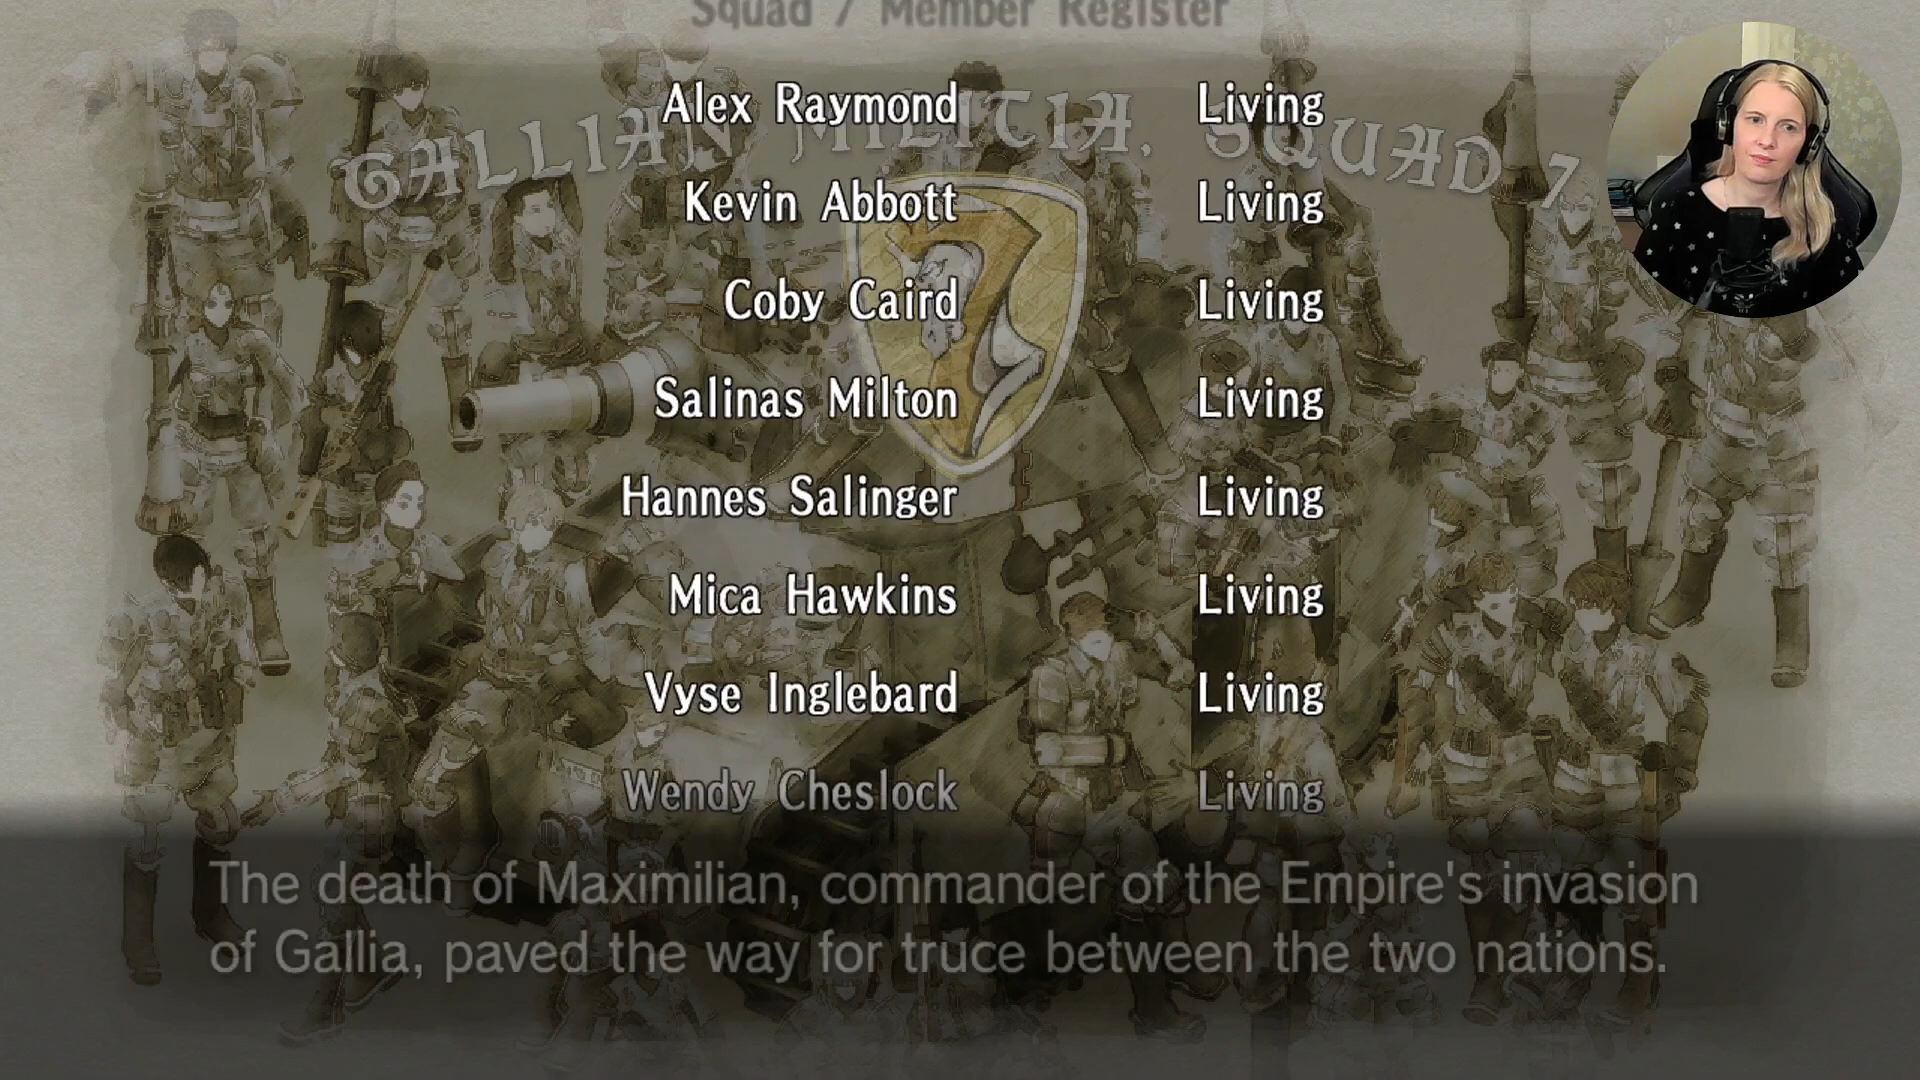 Squad 7 Member Register
GALLIAN MILITIA, SQUAD 7
Alex Raymond Living
Kevin Abbott Living
Coby Caird Living
Salinas Milton Living
Hannes Salinger Living
Mica Hawkins Living
Vyse Inglebard Living
Wendy Cheslock Living
The death of Maximilian, commander of the Empire's invasion
of Gallia, paved the way for truce between the two nations.